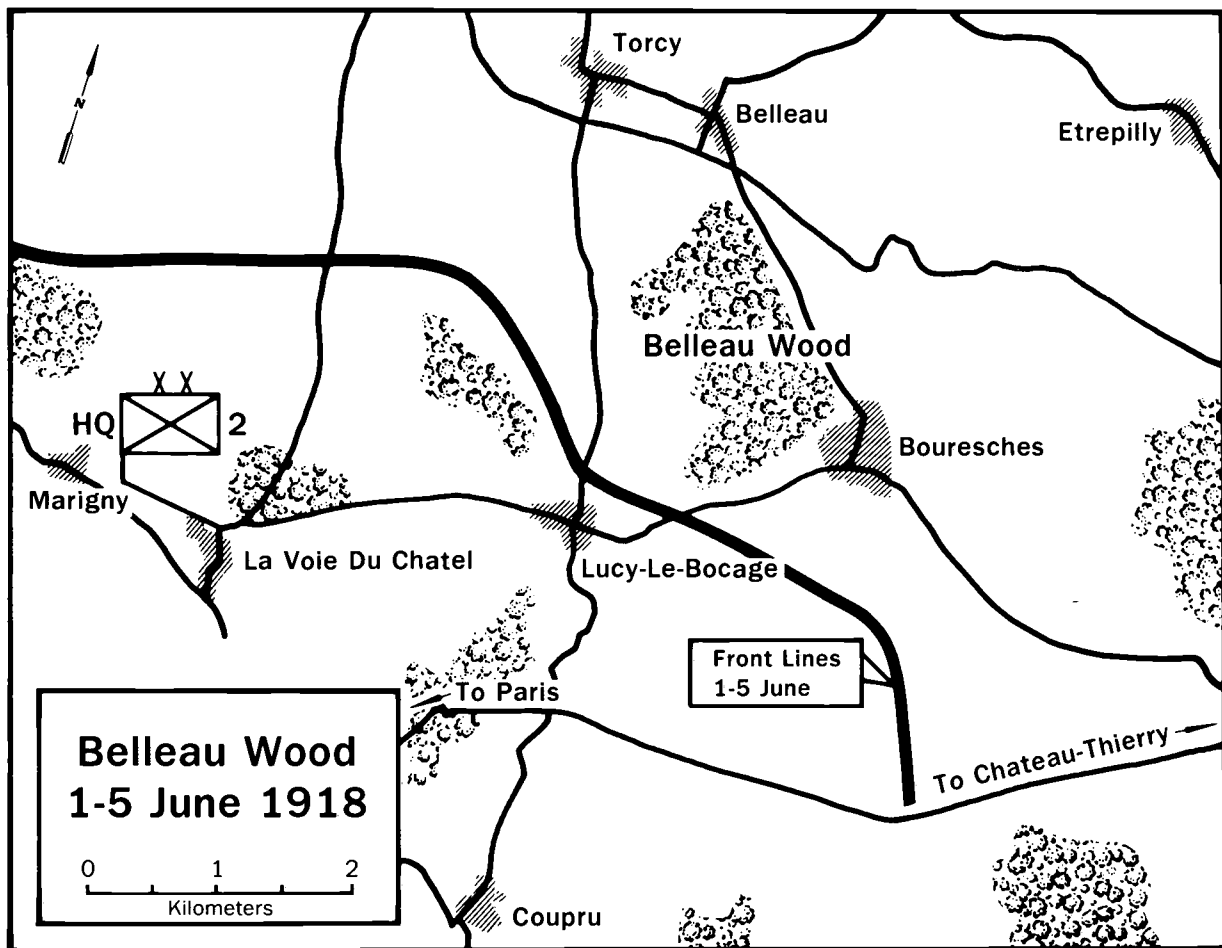 Torcy
N
Belleau
Etrepilly
Belleau Wood
XX
HQ 2
Bouresches
Marigny
La Voie Du Chatel
Lucy-Le-Bocage
Front Lines
1-5 June
To Paris
To Chateau-Thierry
Belleau Wood
1-5 June 1918
0 1 2
Kilometers
Coupru